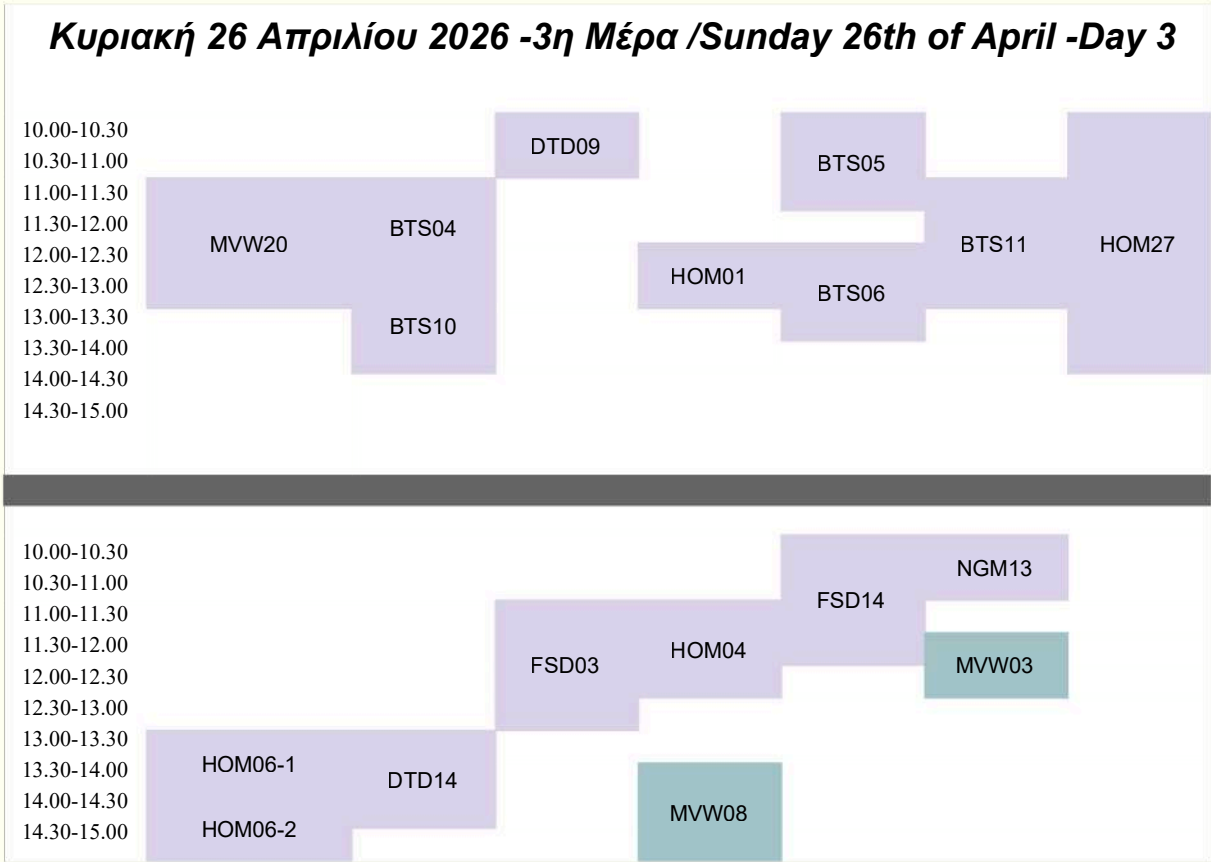 Κυριακή 26 Απριλίου 2026 -3η Μέρα /Sunday 26th of April -Day 3
10.00-10.30
DTD09
10.30-11.00
BTS05
11.00-11.30
11.30-12.00
BTS04
MVW20
BTS11
HOM27
12.00-12.30
HOM01
12.30-13.00
BTS06
13.00-13.30
BTS10
13.30-14.00
14.00-14.30
14.30-15.00
10.00-10.30
NGM13
10.30-11.00
FSD14
11.00-11.30
11.30-12.00
HOM04
FSD03
MVW03
12.00-12.30
12.30-13.00
13.00-13.30
HOM06-1
13.30-14.00
DTD14
14.00-14.30
MVW08
14.30-15.00
HOM06-2